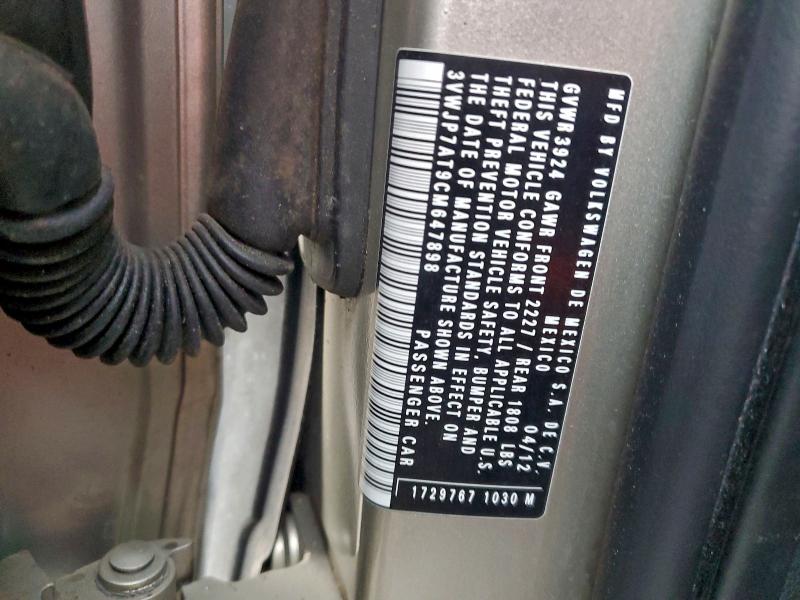 MFD BY VOLKSWAGEN DE MEXICO S.A. DE C.V
MEXICO 04/12
GVWR 3924 GAWR FRONT 2227/ REAR 1808 LBS
THIS VEHICLE CONFORMS TO ALL APPLICABLE U.S.
FEDERAL MOTOR VEHICLE SAFETY, BUMPER AND
THEFT PREVENTION STANDARDS IN EFFECT ON
THE DATE OF MANUFACTURE SHOWN ABOVE.
3VWJP7AT9CM641898 PASSENGER CAR
1729767 1030 M